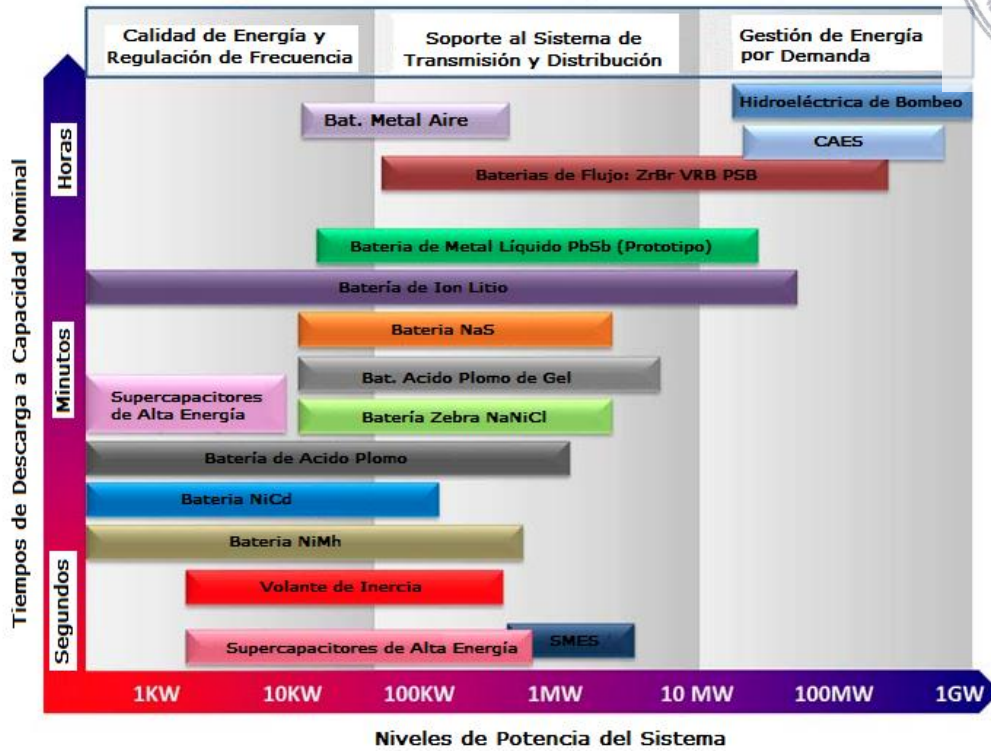 Calidad de Energía y
Regulación de Frecuencia
Soporte al Sistema de
Transmisión y Distribución
Gestión de Energía
por Demanda
Tiempos de Descarga a Capacidad Nominal
Horas
Minutos
Segundos
Hidroeléctrica de Bombeo
Bat. Metal Aire
CAES
Baterias de Flujo: ZrBr VRB PSB
Bateria de Metal Líquido PbSb (Prototipo)
Batería de Ion Litio
Bateria NaS
Bat. Acido Plomo de Gel
Supercapacitores
de Alta Energía
Batería Zebra NaNiCl
Batería de Acido Plomo
Bateria NiCd
Bateria NiMh
Volante de Inercia
Supercapacitores de Alta Energía
SMES
1KW 10KW 100KW 1MW 10 MW 100MW 1GW
Niveles de Potencia del Sistema